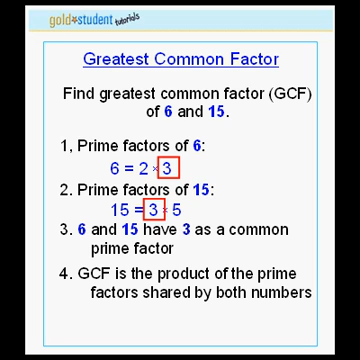 gold★student tutorials
Greatest Common Factor
Find greatest common factor (GCF)
of 6 and 15.
1, Prime factors of 6:
6 = 2 × 3
2. Prime factors of 15:
15 = 3 × 5
3. 6 and 15 have 3 as a common
prime factor
4. GCF is the product of the prime
factors shared by both numbers